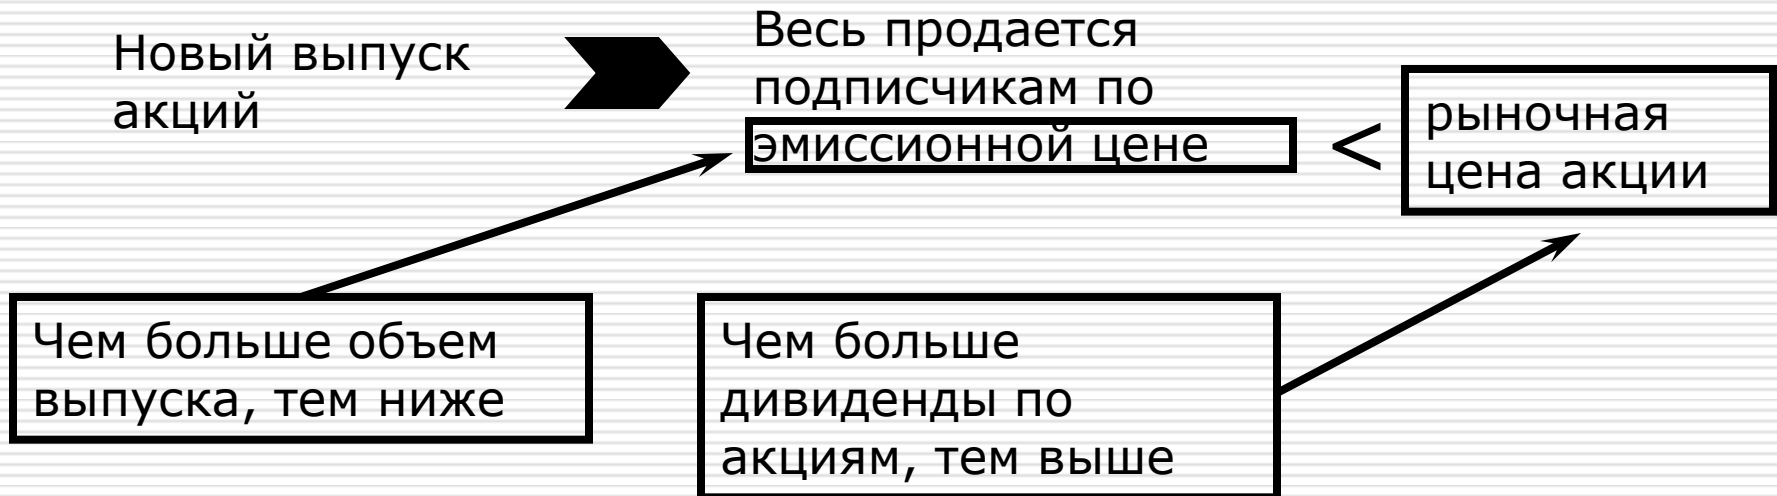 Новый выпуск
акций
Весь продается
подписчикам по
эмиссионной цене
<
рыночная
цена акции
Чем больше объем
выпуска, тем ниже
Чем больше
дивиденды по
акциям, тем выше